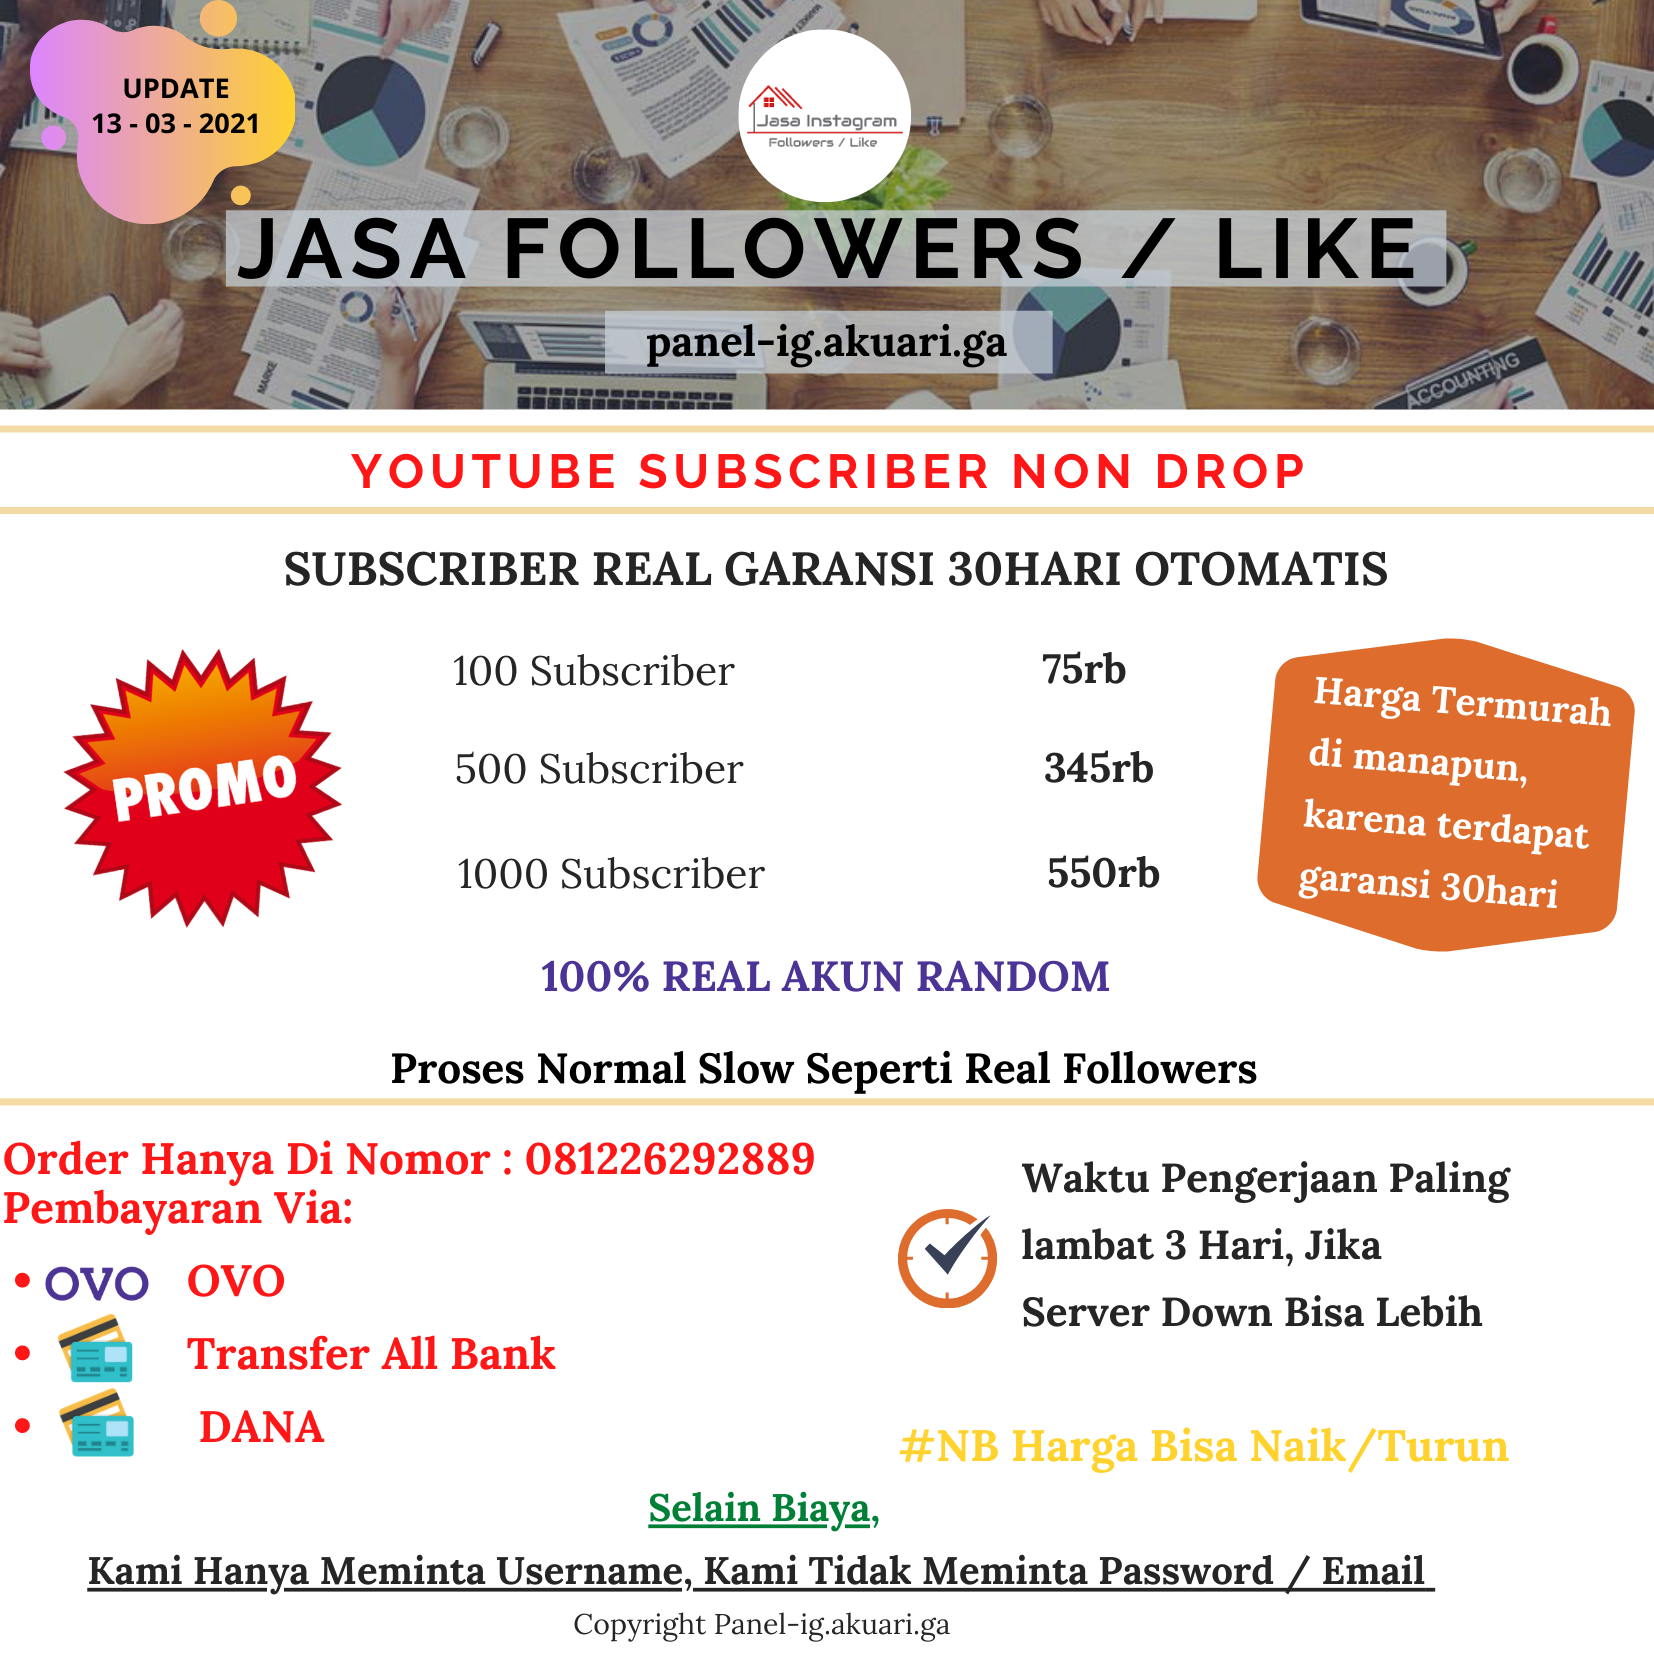 UPDATE
13 - 03 - 2021
Jasa Instagram
Followers / Like
JASA FOLLOWERS / LIKE
panel-ig.akuari.ga
ACCOUNTING
YOUTUBE SUBSCRIBER NON DROP
SUBSCRIBER REAL GARANSI 30HARI OTOMATIS
PROMO
100 Subscriber 75rb
500 Subscriber 345rb
1000 Subscriber 550rb
Harga Termurah
di manapun,
karena terdapat
garansi 30hari
100% REAL AKUN RANDOM
Proses Normal Slow Seperti Real Followers
Order Hanya Di Nomor : 081226292889
Pembayaran Via:
• OVO OVO
• Transfer All Bank
• DANA
Waktu Pengerjaan Paling
lambat 3 Hari, Jika
Server Down Bisa Lebih
#NB Harga Bisa Naik/Turun
Selain Biaya,
Kami Hanya Meminta Username, Kami Tidak Meminta Password / Email
Copyright Panel-ig.akuari.ga